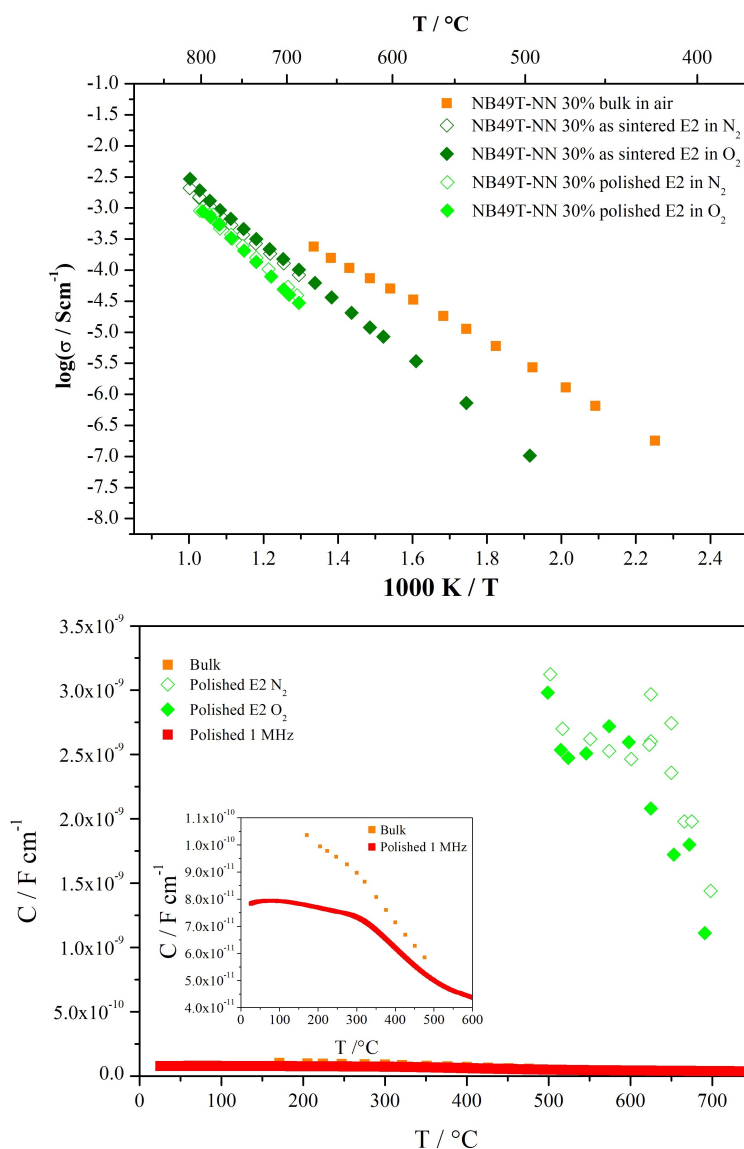 T / °C
800 700 600 500 400
-1.0
-1.5
-2.0
-2.5
-3.0
-3.5
-4.0
-4.5
-5.0
-5.5
-6.0
-6.5
-7.0
-7.5
-8.0
log(σ / Scm⁻¹)
NB49T-NN 30% bulk in air
NB49T-NN 30% as sintered E2 in N₂
NB49T-NN 30% as sintered E2 in O₂
NB49T-NN 30% polished E2 in N₂
NB49T-NN 30% polished E2 in O₂
1.0 1.2 1.4 1.6 1.8 2.0 2.2 2.4
1000 K / T
3.5x10⁻⁹
3.0x10⁻⁹
2.5x10⁻⁹
2.0x10⁻⁹
1.5x10⁻⁹
1.0x10⁻⁹
5.0x10⁻¹⁰
0.0
C / F cm⁻¹
Bulk
Polished E2 N₂
Polished E2 O₂
Polished 1 MHz
1.1x10⁻¹⁰
1.0x10⁻¹⁰
9.0x10⁻¹¹
8.0x10⁻¹¹
7.0x10⁻¹¹
6.0x10⁻¹¹
5.0x10⁻¹¹
4.0x10⁻¹¹
C / F cm⁻¹
Bulk
Polished 1 MHz
0 100 200 300 400 500 600
T /°C
0 100 200 300 400 500 600 700
T / °C